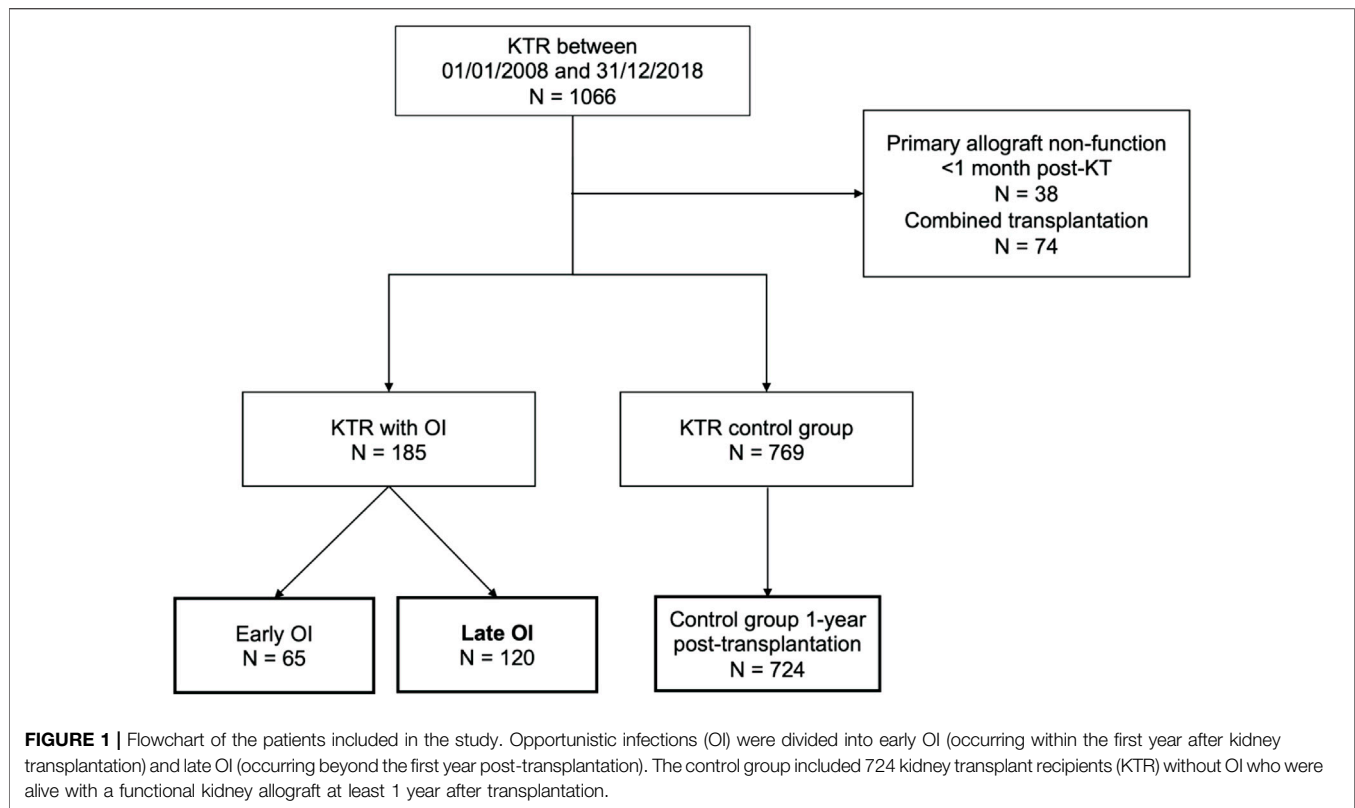 KTR between
01/01/2008 and 31/12/2018
N = 1066
Primary allograft non-function
<1 month post-KT
N = 38
Combined transplantation
N = 74
KTR with OI
N = 185
KTR control group
N = 769
Early OI
N = 65
Late OI
N = 120
Control group 1-year
post-transplantation
N = 724
FIGURE 1 | Flowchart of the patients included in the study. Opportunistic infections (OI) were divided into early OI (occurring within the first year after kidney
transplantation) and late OI (occurring beyond the first year post-transplantation). The control group included 724 kidney transplant recipients (KTR) without OI who were
alive with a functional kidney allograft at least 1 year after transplantation.